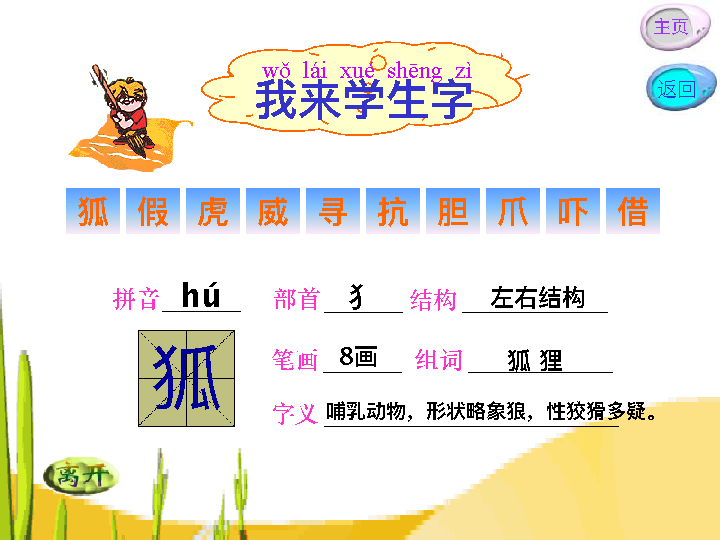 主页
wǒ lái xué shēng zì
我来学生字
返回
狐 假 虎 威 寻 抗 胆 爪 吓 借
拼音 hú 部首 犭 结构 左右结构
狐
笔画 8画 组词 狐 狸
字义 哺乳动物，形状略象狼，性狡猾多疑。
离开